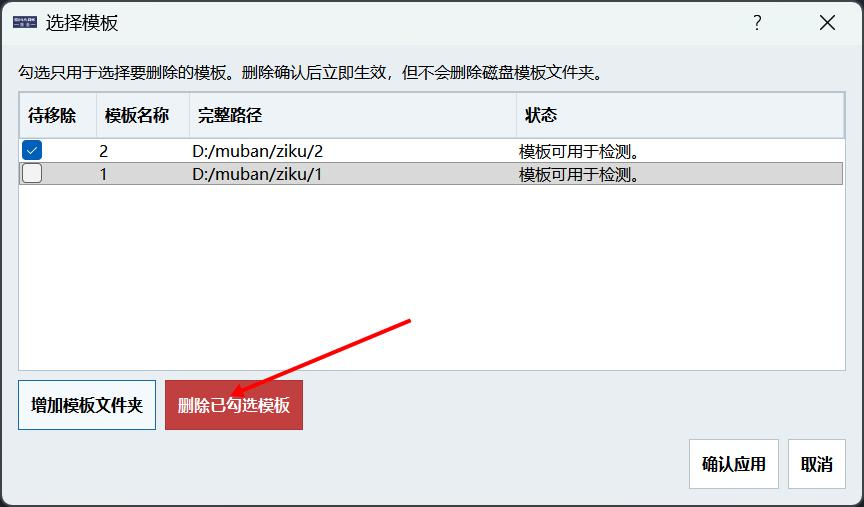 选择模板
?
勾选只用于选择要删除的模板。删除确认后立即生效，但不会删除磁盘模板文件夹。
待移除 模板名称 完整路径 状态
2 D:/muban/ziku/2 模板可用于检测。
1 D:/muban/ziku/1 模板可用于检测。
增加模板文件夹 删除已勾选模板
确认应用 取消